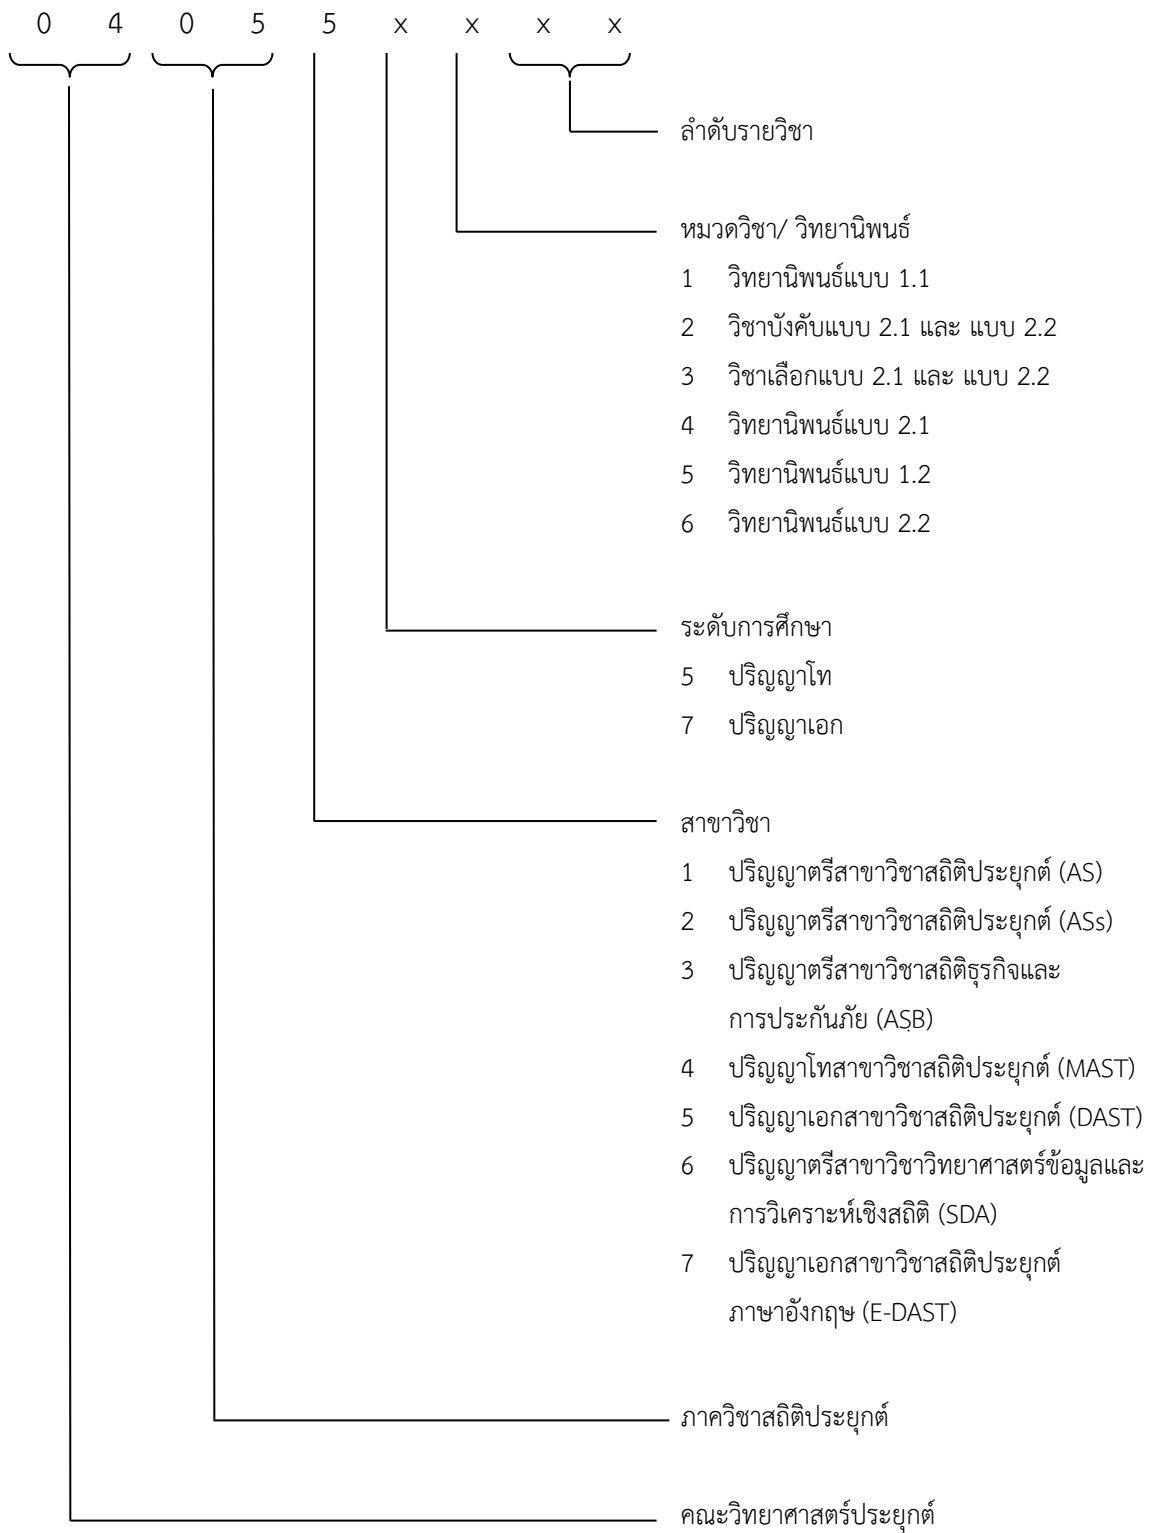 0 4 0 5 5 x x x x
ลำดับรายวิชา
หมวดวิชา/ วิทยานิพนธ์
1 วิทยานิพนธ์แบบ 1.1
2 วิชาบังคับแบบ 2.1 และ แบบ 2.2
3 วิชาเลือกแบบ 2.1 และ แบบ 2.2
4 วิทยานิพนธ์แบบ 2.1
5 วิทยานิพนธ์แบบ 1.2
6 วิทยานิพนธ์แบบ 2.2
ระดับการศึกษา
5 ปริญญาโท
7 ปริญญาเอก
สาขาวิชา
1 ปริญญาตรีสาขาวิชาสถิติประยุกต์ (AS)
2 ปริญญาตรีสาขาวิชาสถิติประยุกต์ (ASs)
3 ปริญญาตรีสาขาวิชาสถิติธุรกิจและ
การประกันภัย (ASB)
4 ปริญญาโทสาขาวิชาสถิติประยุกต์ (MAST)
5 ปริญญาเอกสาขาวิชาสถิติประยุกต์ (DAST)
6 ปริญญาตรีสาขาวิชาวิทยาศาสตร์ข้อมูลและ
การวิเคราะห์เชิงสถิติ (SDA)
7 ปริญญาเอกสาขาวิชาสถิติประยุกต์
ภาษาอังกฤษ (E-DAST)
ภาควิชาสถิติประยุกต์
คณะวิทยาศาสตร์ประยุกต์